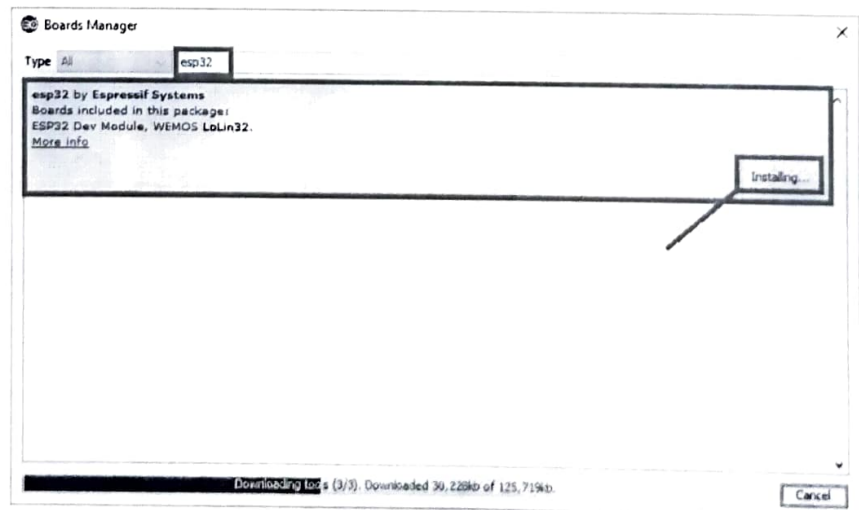 Boards Manager
Type All esp32
esp32 by Espressif Systems
Boards included in this package:
ESP32 Dev Module, WEMOS LoLin32.
More info
Installing...
Downloading tools (3/3). Downloaded 30,226kb of 125,719kb.
Cancel